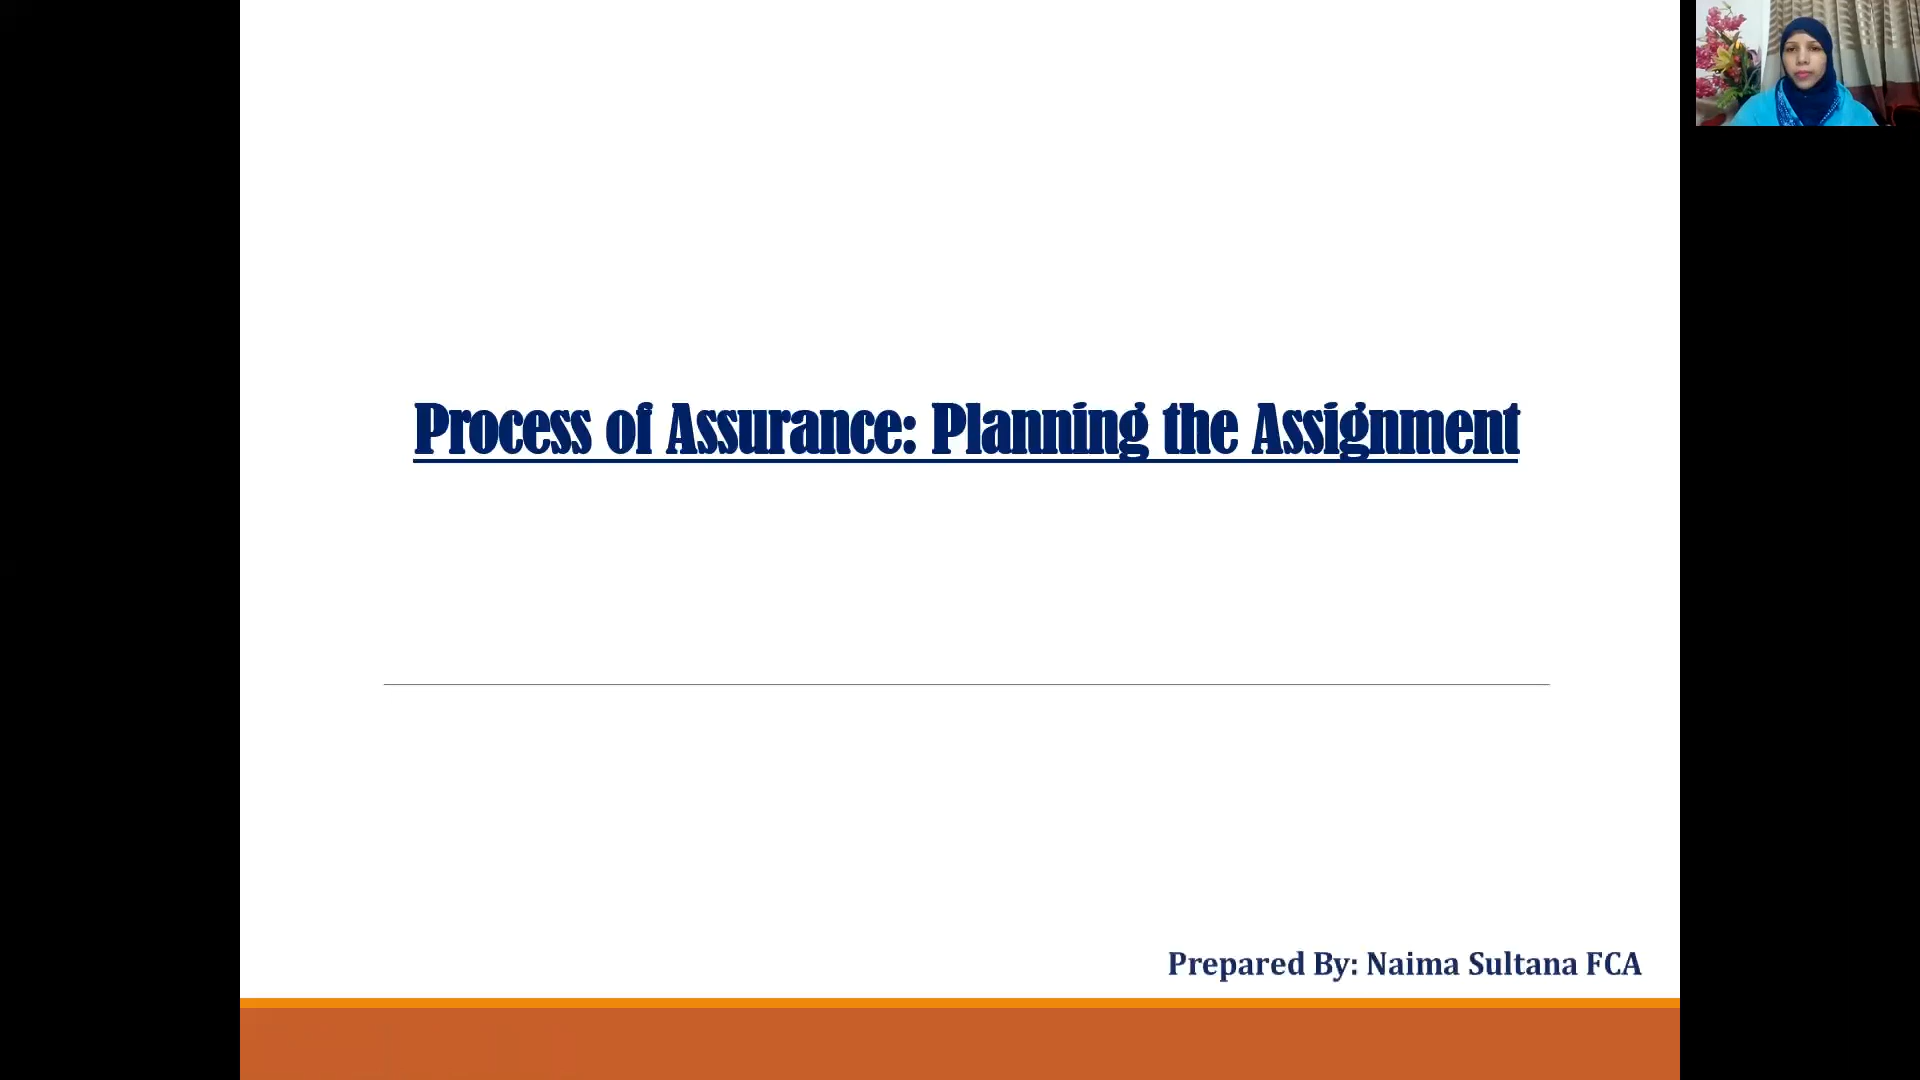 Process of Assurance: Planning the Assignment
Prepared By: Naima Sultana FCA